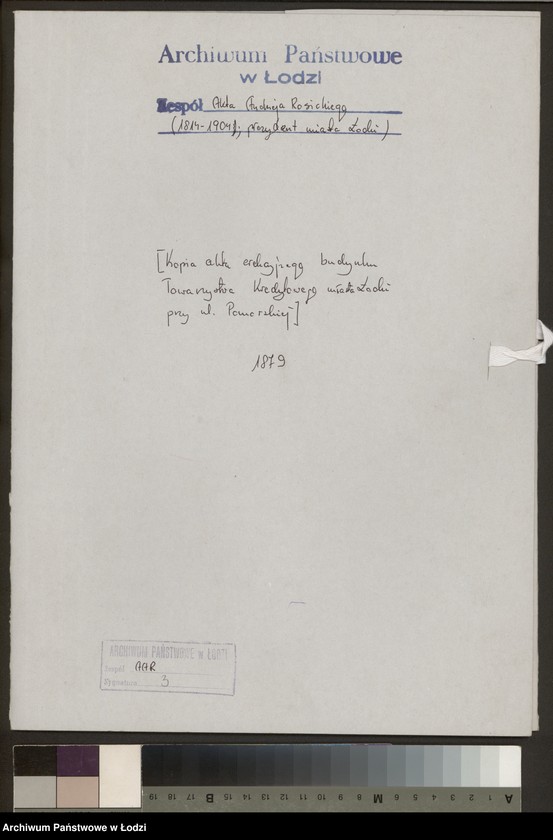 Archiwum Państwowe
w Łodzi
Zespół Akta Andrzeja Rosickiego
(1814-1904), prezydent miasta Łodzi)
[Kopia akta erekcyjnego budynku
Towarzystwa Kredytowego miasta Łodzi
przy ul. Pomorskiej]
1879
ARCHIWUM PAŃSTWOWE w ŁODZI
Zespół AAR
Sygnatura 3
A 1 2 3 4 5 6 M 8 9 10 11 12 13 14 15 B 17 18 19
Archiwum Państwowe w Łodzi